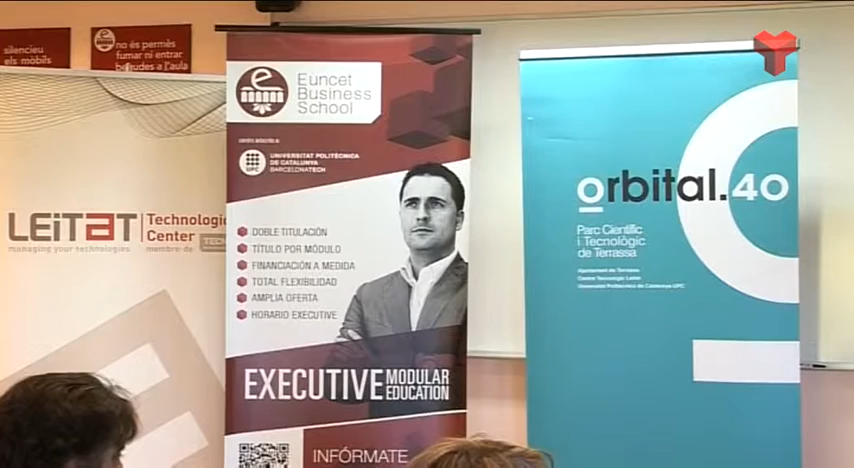 silencieu
els mòbils
no és permès
fumar ni entrar
begudes a l'aula
LEITAT
managing your technologies
Technologic
Center
membre de
Euncet
Business
School
UPC
UNIVERSITAT POLITÈCNICA
DE CATALUNYA
BARCELONATECH
DOBLE TITULACIÓN
TÍTULO POR MÓDULO
FINANCIACIÓN A MEDIDA
TOTAL FLEXIBILIDAD
AMPLIA OFERTA
HORARIO EXECUTIVE
EXECUTIVE MODULAR
EDUCATION
INFÓRMATE
orbital.40
Parc Científic
i Tecnològic
de Terrassa
Ajuntament de Terrassa
Centre Tecnològic Leitat
Universitat Politècnica de Catalunya UPC